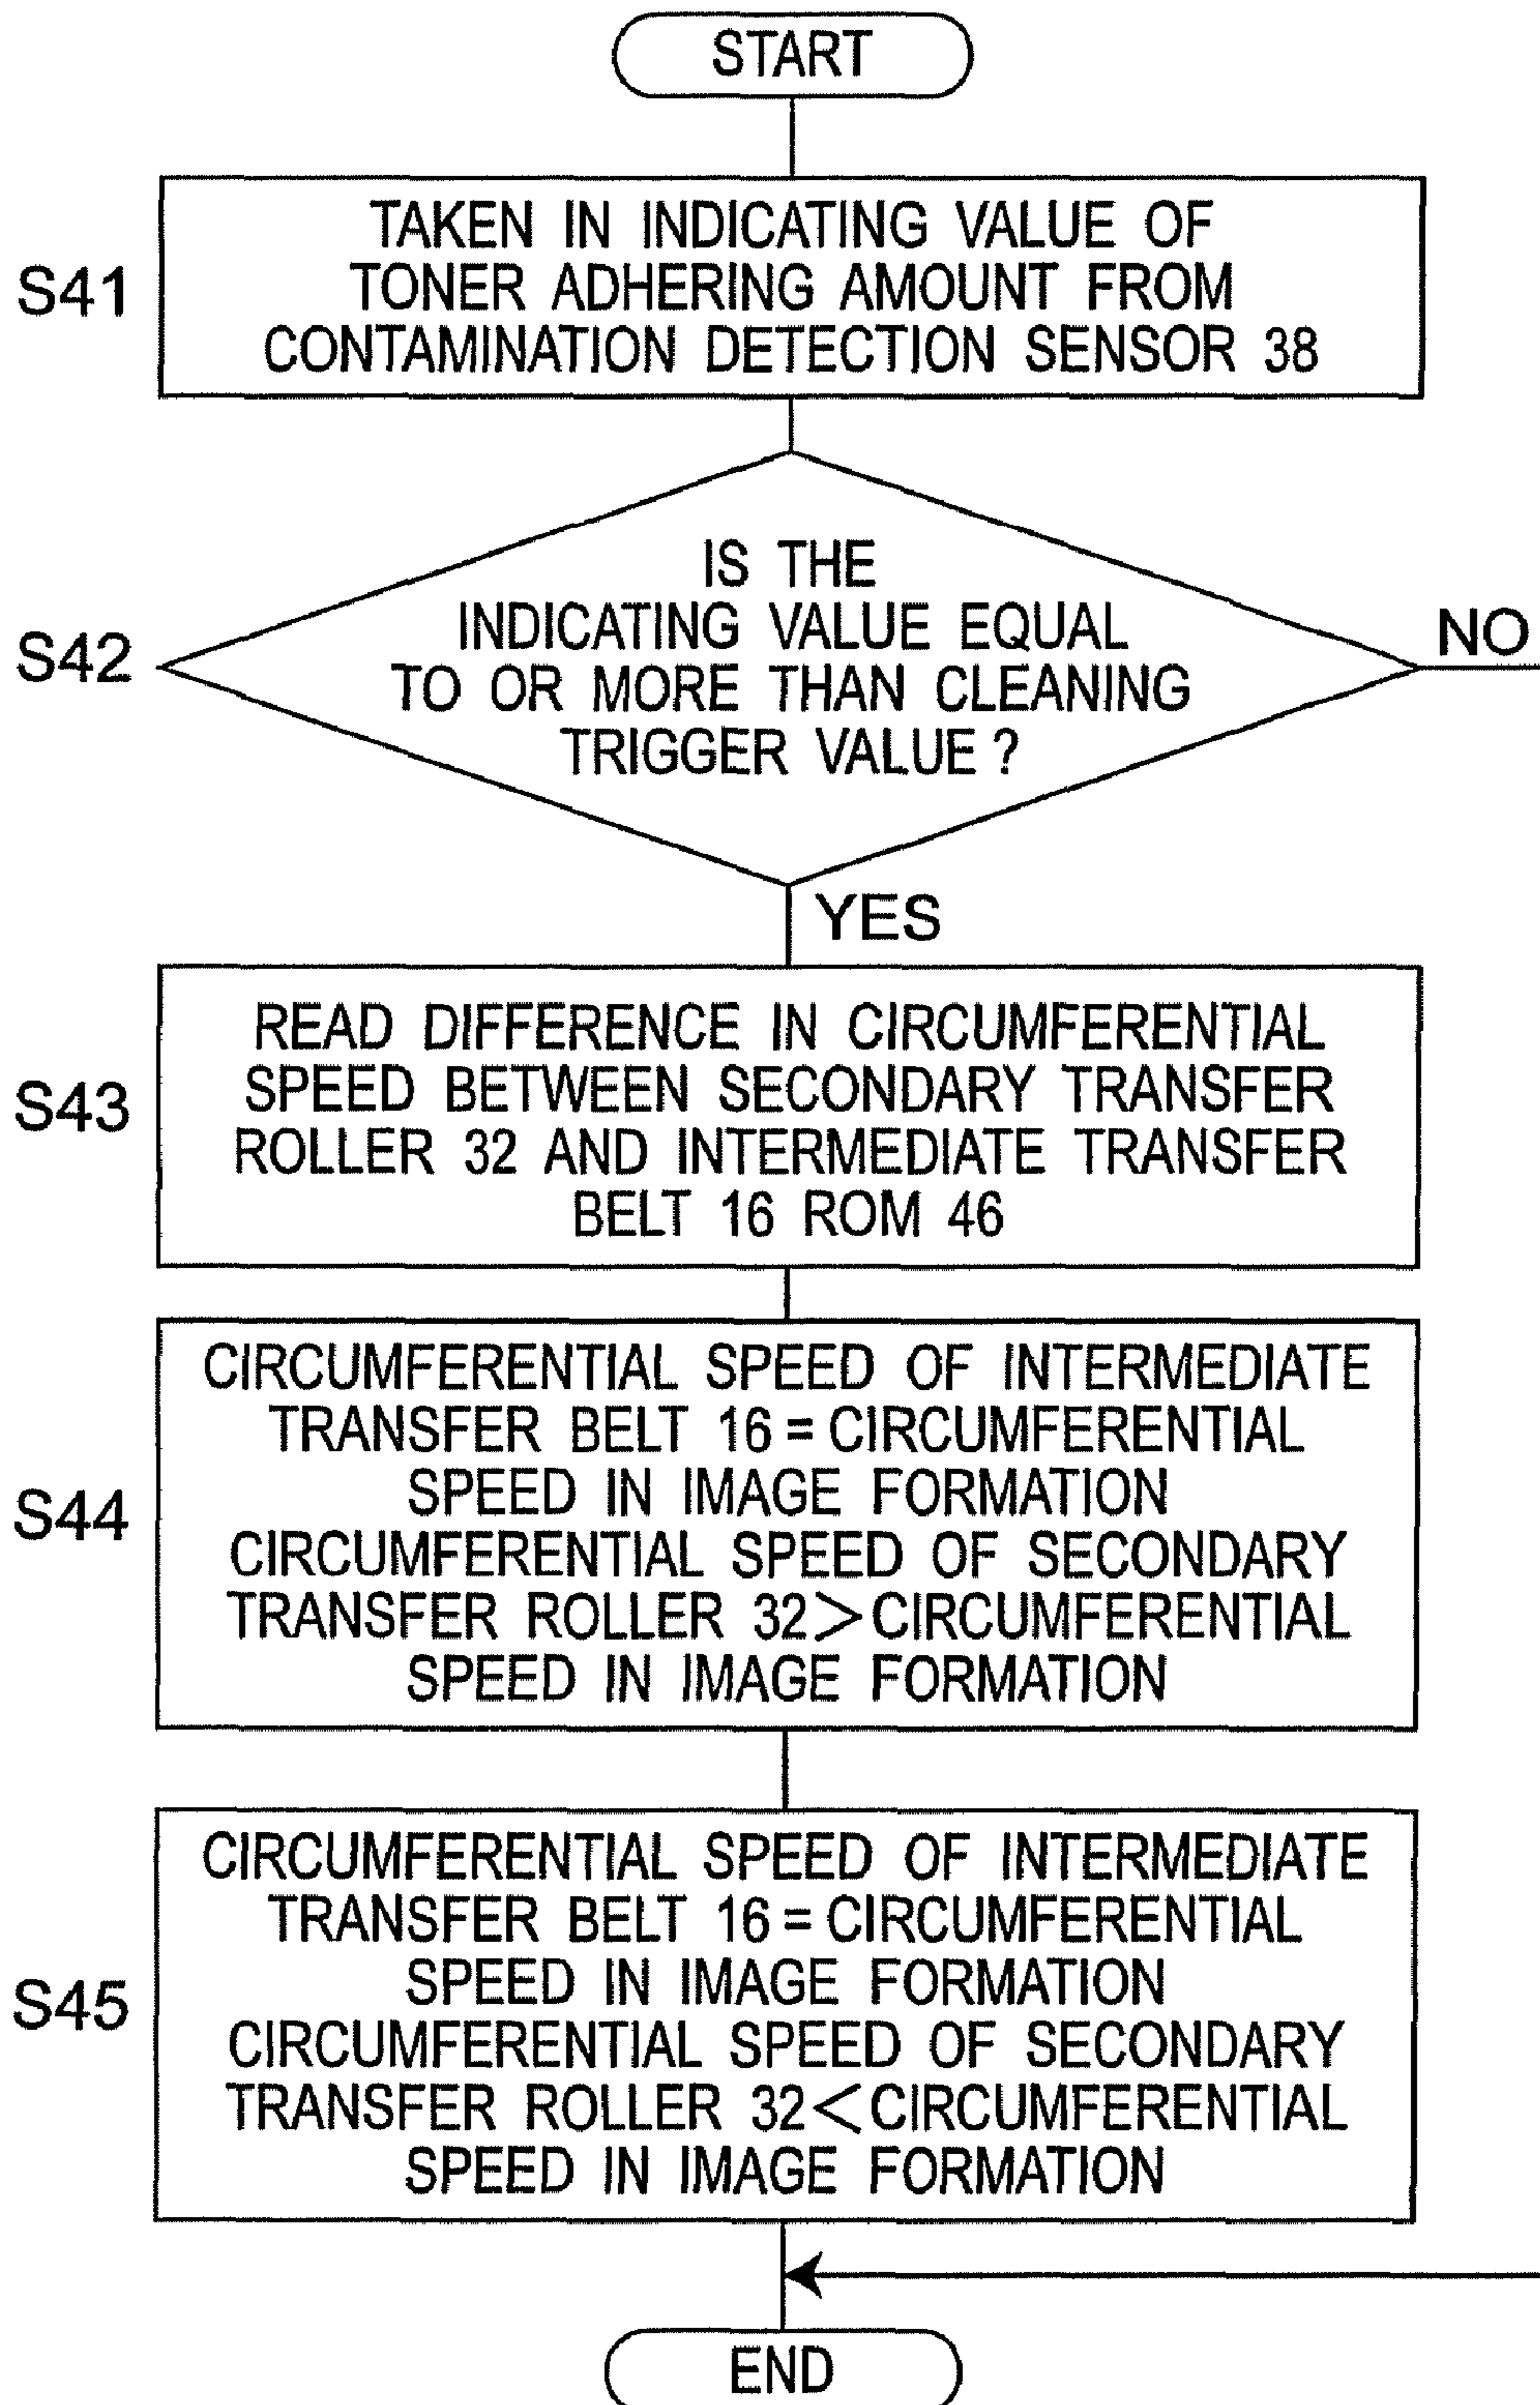 START
S41
TAKEN IN INDICATING VALUE OF
TONER ADHERING AMOUNT FROM
CONTAMINATION DETECTION SENSOR 38
S42
IS THE
INDICATING VALUE EQUAL
TO OR MORE THAN CLEANING
TRIGGER VALUE ?
NO
YES
S43
READ DIFFERENCE IN CIRCUMFERENTIAL
SPEED BETWEEN SECONDARY TRANSFER
ROLLER 32 AND INTERMEDIATE TRANSFER
BELT 16 ROM 46
S44
CIRCUMFERENTIAL SPEED OF INTERMEDIATE
TRANSFER BELT 16 = CIRCUMFERENTIAL
SPEED IN IMAGE FORMATION
CIRCUMFERENTIAL SPEED OF SECONDARY
TRANSFER ROLLER 32 > CIRCUMFERENTIAL
SPEED IN IMAGE FORMATION
S45
CIRCUMFERENTIAL SPEED OF INTERMEDIATE
TRANSFER BELT 16 = CIRCUMFERENTIAL
SPEED IN IMAGE FORMATION
CIRCUMFERENTIAL SPEED OF SECONDARY
TRANSFER ROLLER 32 < CIRCUMFERENTIAL
SPEED IN IMAGE FORMATION
END